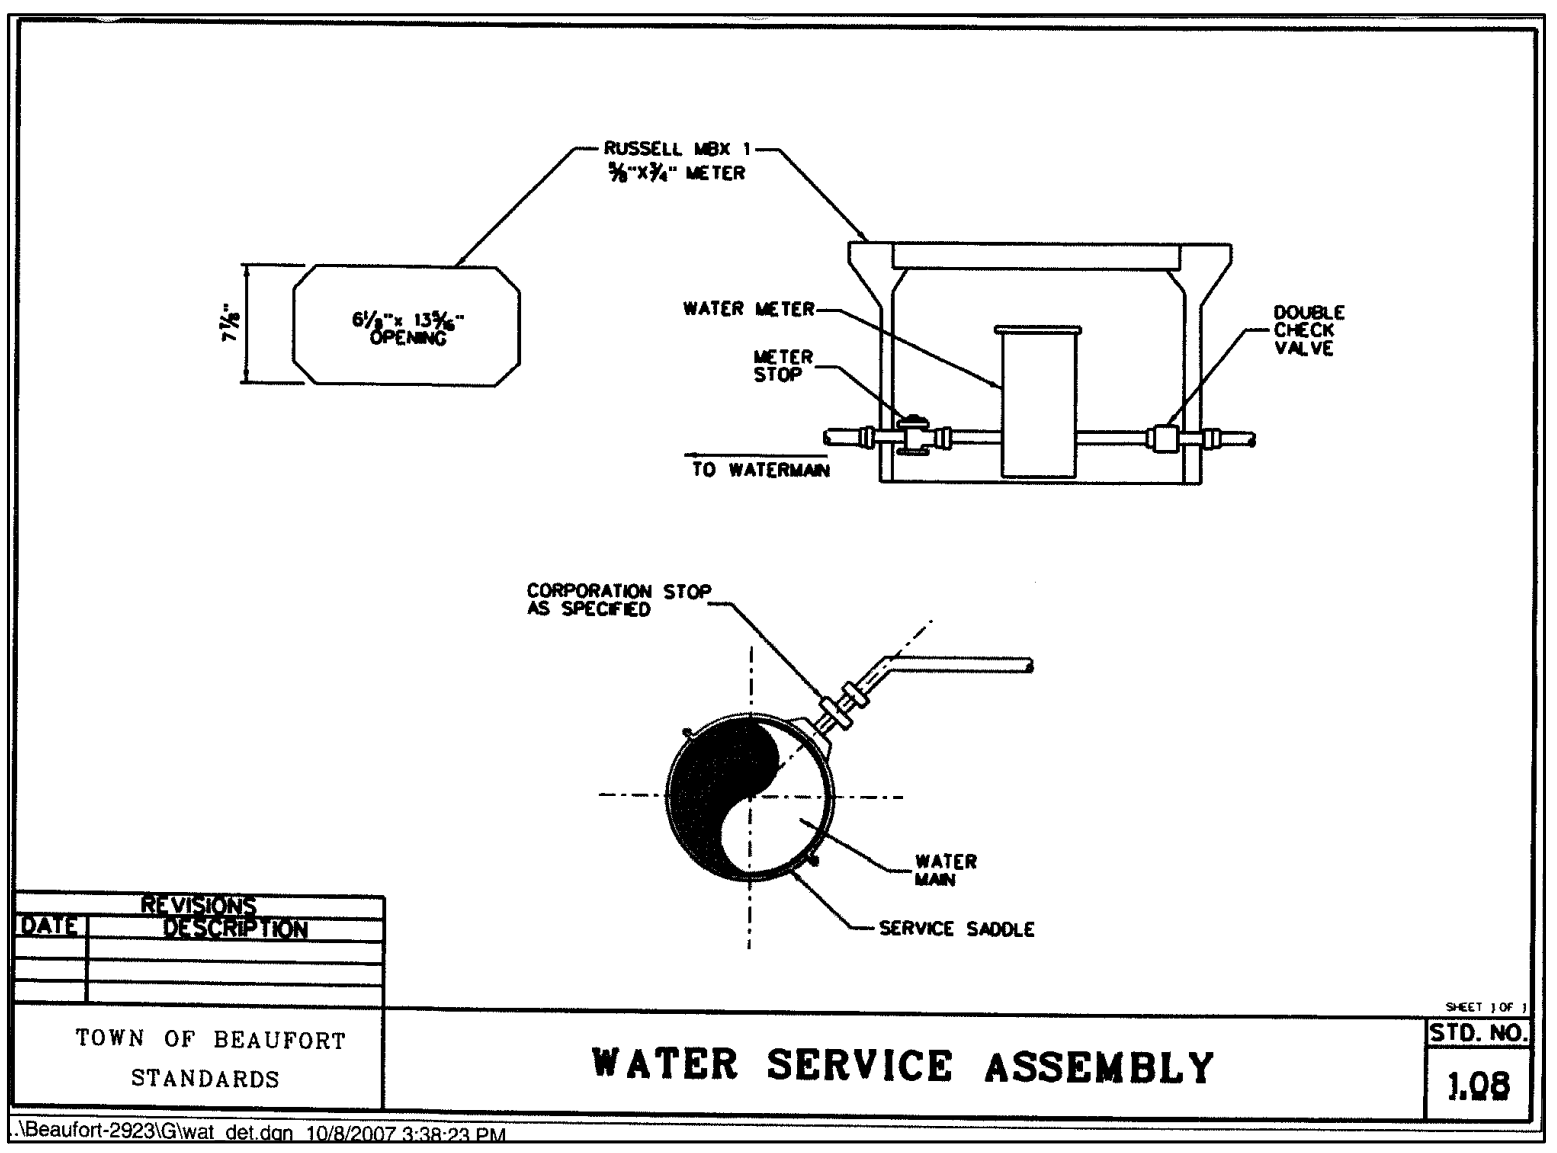 RUSSELL MBX 1
5/8"X3/4" METER
7 1/8"
6 1/8"x 13 5/16"
OPENING
WATER METER
METER
STOP
DOUBLE
CHECK
VALVE
TO WATERMAIN
CORPORATION STOP
AS SPECIFIED
WATER
MAIN
SERVICE SADDLE
REVISIONS
DATE DESCRIPTION
SHEET 1 OF 1
TOWN OF BEAUFORT
STANDARDS
WATER SERVICE ASSEMBLY
STD. NO.
1.08
..\Beaufort-2923\G\wat_det.dgn 10/8/2007 3:38:23 PM